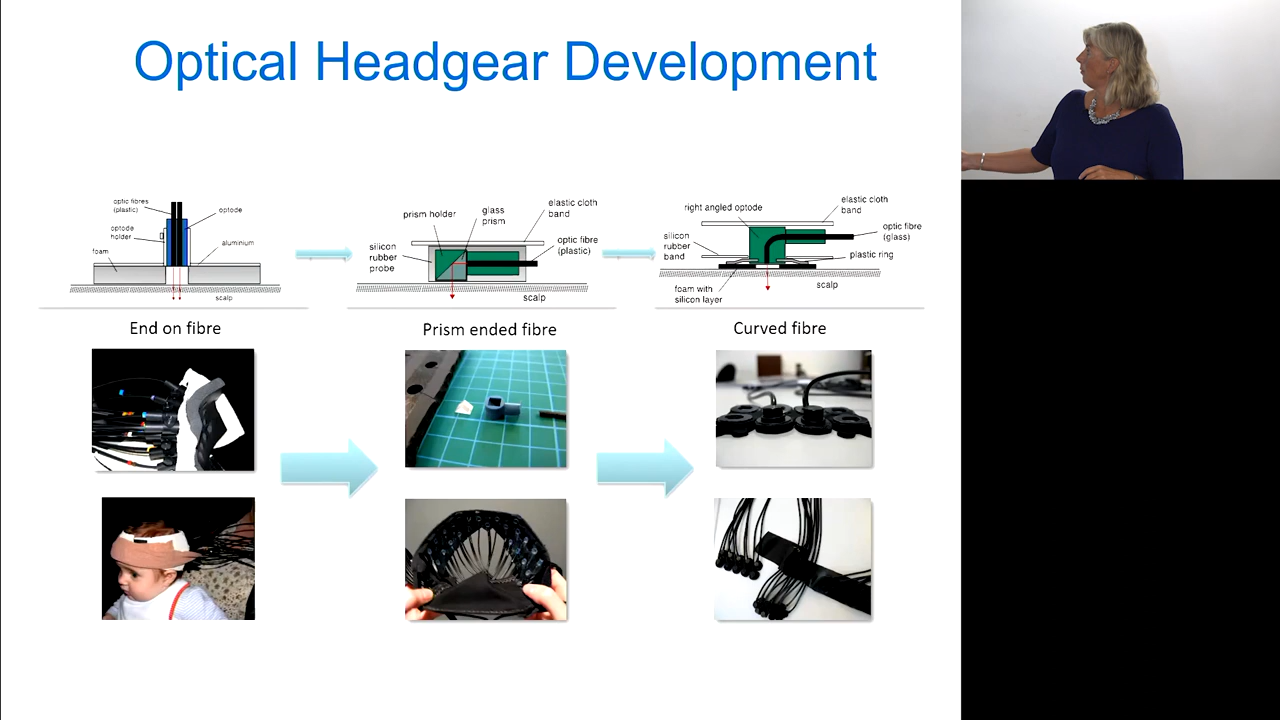 Optical Headgear Development
optic fibres
(plastic)
optode
optode
holder
foam
aluminium
scalp
prism holder
glass
prism
elastic cloth
band
silicon
rubber
probe
optic fibre
(plastic)
scalp
right angled optode
elastic cloth
band
silicon
rubber
band
optic fibre
(glass)
plastic ring
foam with
silicon layer
scalp
End on fibre
Prism ended fibre
Curved fibre